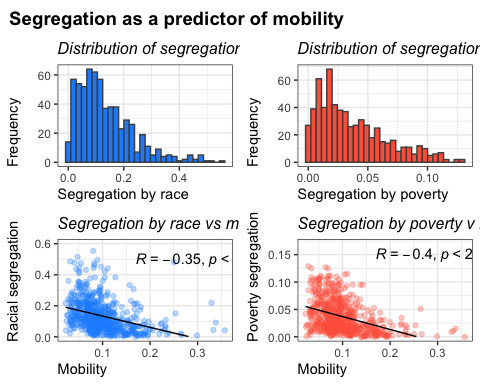 Segregation as a predictor of mobility
Distribution of segregation
60
40
20
0
Frequency
0.0 0.2 0.4
Segregation by race
Distribution of segregation
60
40
20
0
Frequency
0.00 0.05 0.10
Segregation by poverty
Segregation by race vs m
R = −0.35, p <
0.6
0.4
0.2
0.0
Racial segregation
0.1 0.2 0.3
Mobility
Segregation by poverty v
R = −0.4, p < 2
0.15
0.10
0.05
0.00
Poverty segregation
0.1 0.2 0.3
Mobility